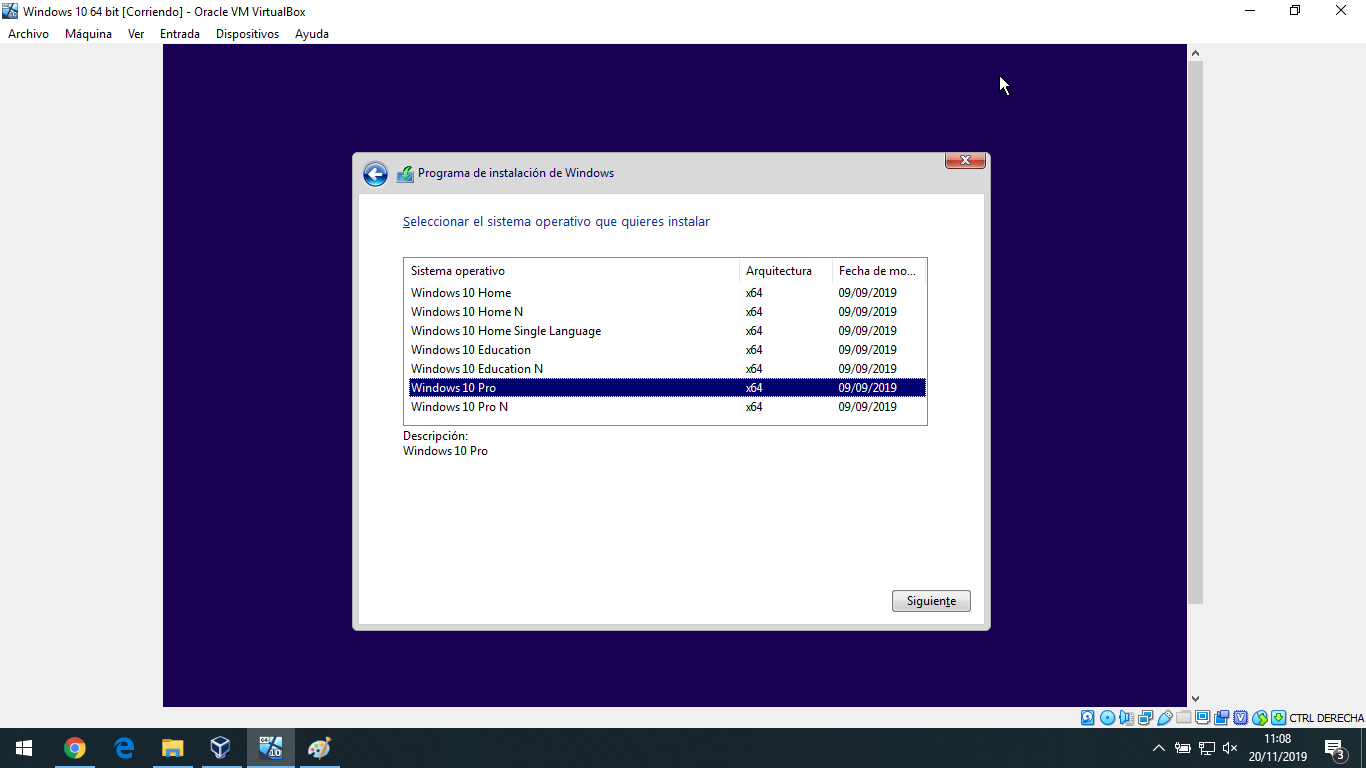 Windows 10 64 bit [Corriendo] - Oracle VM VirtualBox
Archivo Máquina Ver Entrada Dispositivos Ayuda
Programa de instalación de Windows
Seleccionar el sistema operativo que quieres instalar
Sistema operativo Arquitectura Fecha de mo...
Windows 10 Home x64 09/09/2019
Windows 10 Home N x64 09/09/2019
Windows 10 Home Single Language x64 09/09/2019
Windows 10 Education x64 09/09/2019
Windows 10 Education N x64 09/09/2019
Windows 10 Pro x64 09/09/2019
Windows 10 Pro N x64 09/09/2019
Descripción:
Windows 10 Pro
Siguiente
CTRL DERECHA
11:08
20/11/2019
3